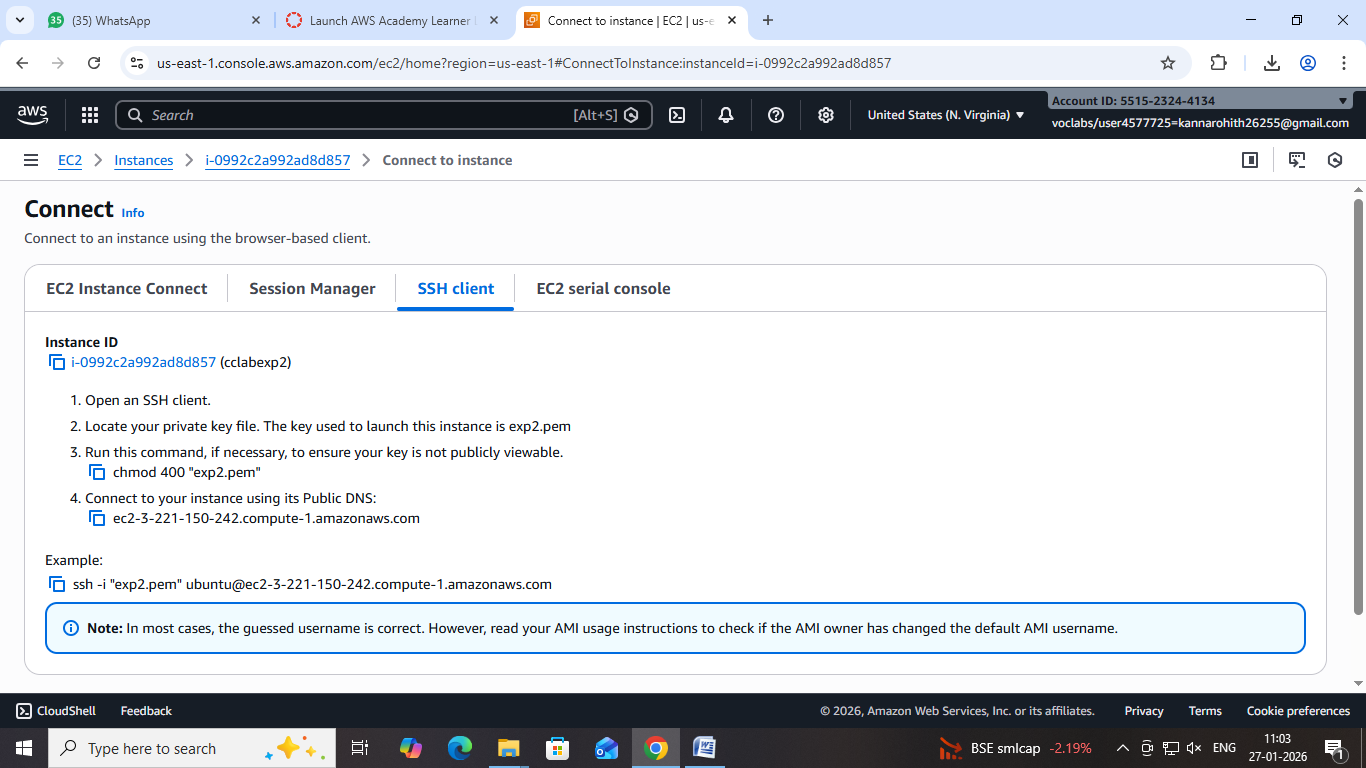 35 (35) WhatsApp
Launch AWS Academy Learner L
Connect to instance | EC2 | us-e
us-east-1.console.aws.amazon.com/ec2/home?region=us-east-1#ConnectToInstance:instanceId=i-0992c2a992ad8d857
aws
Search [Alt+S]
United States (N. Virginia)
Account ID: 5515-2324-4134
voclabs/user4577725=kannarohith26255@gmail.com
EC2 > Instances > i-0992c2a992ad8d857 > Connect to instance
Connect Info
Connect to an instance using the browser-based client.
EC2 Instance Connect
Session Manager
SSH client
EC2 serial console
Instance ID
i-0992c2a992ad8d857 (cclabexp2)
1. Open an SSH client.
2. Locate your private key file. The key used to launch this instance is exp2.pem
3. Run this command, if necessary, to ensure your key is not publicly viewable.
chmod 400 "exp2.pem"
4. Connect to your instance using its Public DNS:
ec2-3-221-150-242.compute-1.amazonaws.com
Example:
ssh -i "exp2.pem" ubuntu@ec2-3-221-150-242.compute-1.amazonaws.com
Note: In most cases, the guessed username is correct. However, read your AMI usage instructions to check if the AMI owner has changed the default AMI username.
CloudShell
Feedback
© 2026, Amazon Web Services, Inc. or its affiliates.
Privacy
Terms
Cookie preferences
Type here to search
BSE smlcap -2.19%
ENG
11:03
27-01-2026
1